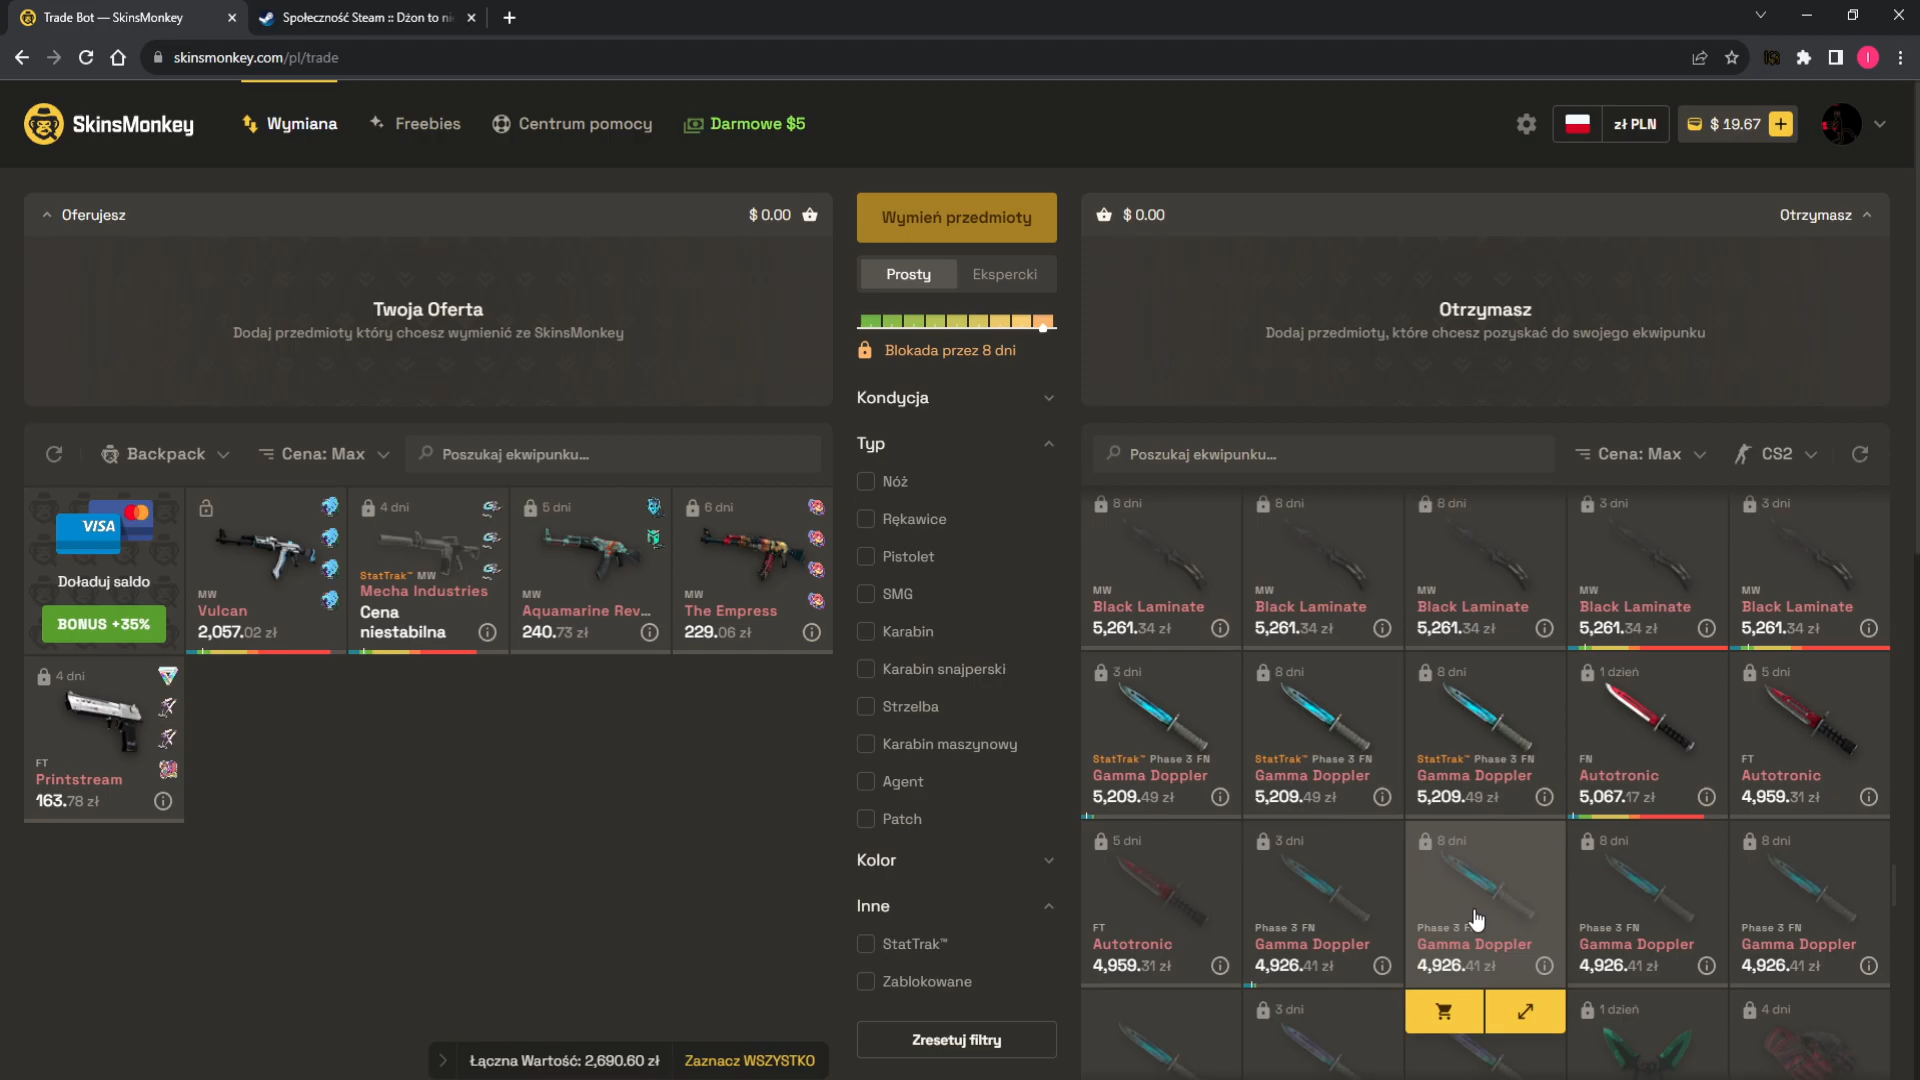 Trade Bot — SkinsMonkey
Społeczność Steam :: Dżon to ni
skinsmonkey.com/pl/trade
SkinsMonkey
Wymiana
Freebies
Centrum pomocy
Darmowe $5
zł PLN
$ 19.67
Oferujesz
$ 0.00
Twoja Oferta
Dodaj przedmioty który chcesz wymienić ze SkinsMonkey
Wymień przedmioty
Prosty
Ekspercki
Blokada przez 8 dni
$ 0.00
Otrzymasz
Otrzymasz
Dodaj przedmioty, które chcesz pozyskać do swojego ekwipunku
Backpack
Cena: Max
Poszukaj ekwipunku...
VISA
Doładuj saldo
BONUS +35%
MW
Vulcan
2,057.02 zł
4 dni
StatTrak™ MW
Mecha Industries
Cena
niestabilna
5 dni
MW
Aquamarine Rev...
240.73 zł
6 dni
MW
The Empress
229.06 zł
4 dni
FT
Printstream
163.78 zł
Łączna Wartość: 2,690.60 zł
Zaznacz WSZYSTKO
Kondycja
Typ
Nóż
Rękawice
Pistolet
SMG
Karabin
Karabin snajperski
Strzelba
Karabin maszynowy
Agent
Patch
Kolor
Inne
StatTrak™
Zablokowane
Zresetuj filtry
Poszukaj ekwipunku...
Cena: Max
CS2
8 dni
MW
Black Laminate
5,261.34 zł
8 dni
MW
Black Laminate
5,261.34 zł
8 dni
MW
Black Laminate
5,261.34 zł
3 dni
MW
Black Laminate
5,261.34 zł
3 dni
MW
Black Laminate
5,261.34 zł
3 dni
StatTrak™ Phase 3 FN
Gamma Doppler
5,209.49 zł
8 dni
StatTrak™ Phase 3 FN
Gamma Doppler
5,209.49 zł
8 dni
StatTrak™ Phase 3 FN
Gamma Doppler
5,209.49 zł
1 dzień
FN
Autotronic
5,067.17 zł
5 dni
FT
Autotronic
4,959.31 zł
5 dni
FT
Autotronic
4,959.31 zł
3 dni
Phase 3 FN
Gamma Doppler
4,926.41 zł
8 dni
Phase 3
Gamma Doppler
4,926.41 zł
8 dni
Phase 3 FN
Gamma Doppler
4,926.41 zł
8 dni
Phase 3 FN
Gamma Doppler
4,926.41 zł
3 dni
1 dzień
4 dni